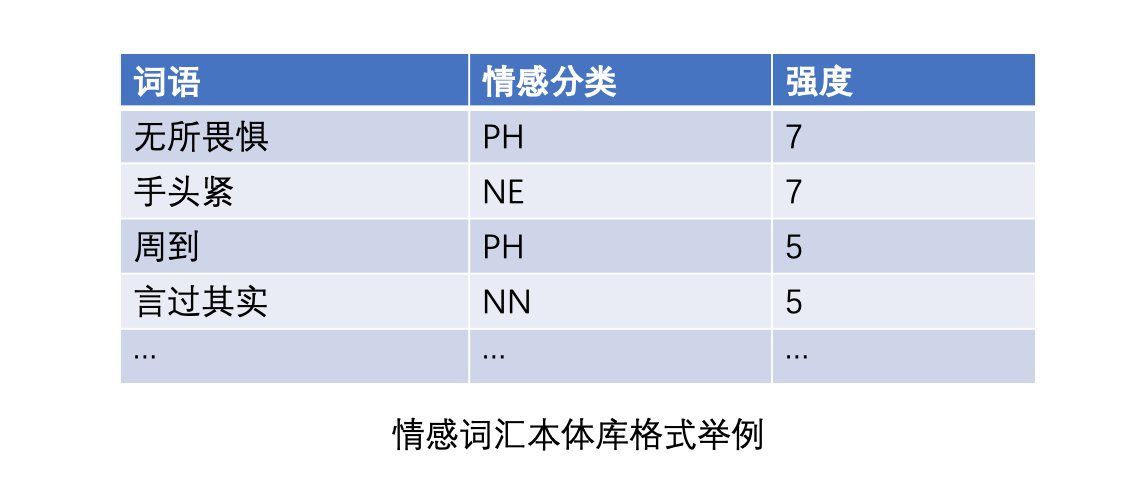 词语 情感分类 强度
无所畏惧 PH 7
手头紧 NE 7
周到 PH 5
言过其实 NN 5
... ... ...
情感词汇本体库格式举例